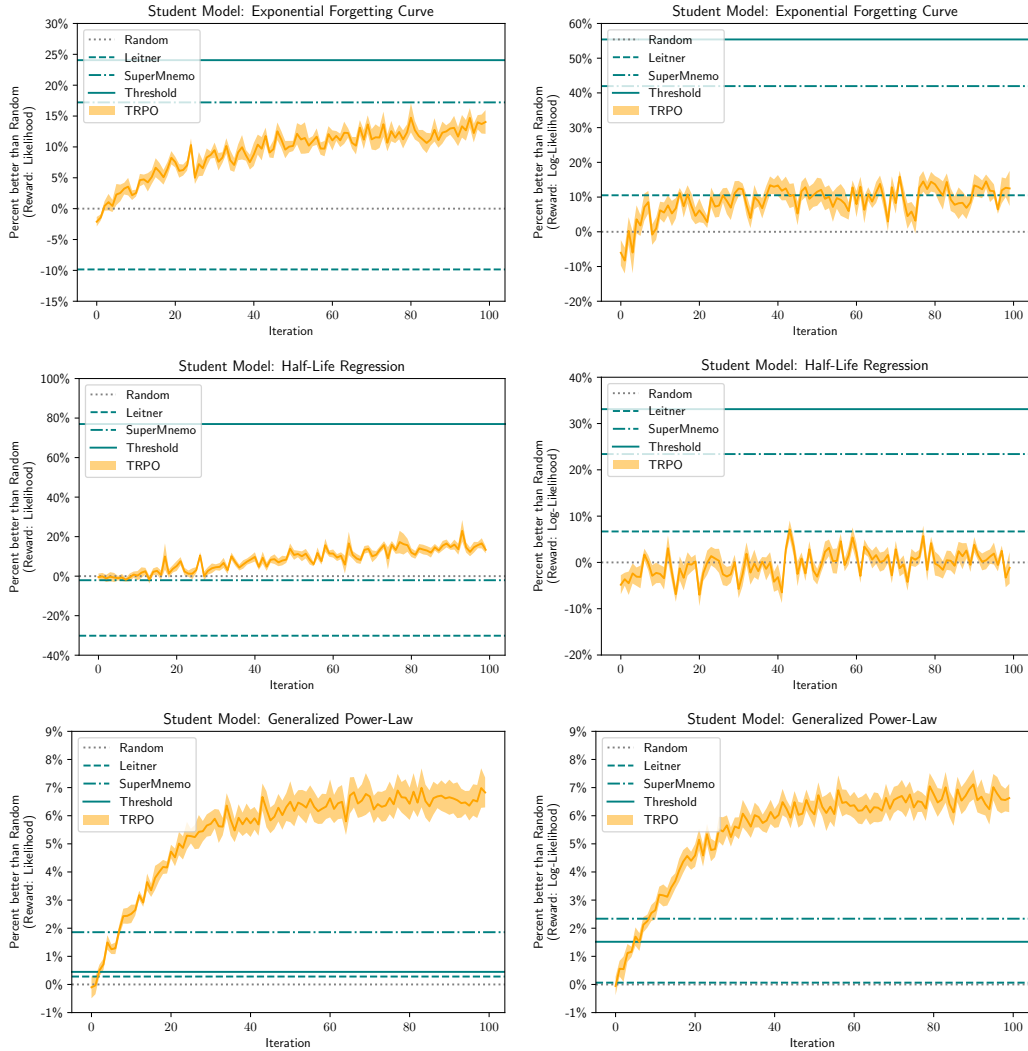 Student Model: Exponential Forgetting Curve
Percent better than Random
(Reward: Likelihood)
30%
25%
20%
15%
10%
5%
0%
-5%
-10%
-15%
Random
Leitner
SuperMnemo
Threshold
TRPO
0
20
40
60
80
100
Iteration
Student Model: Exponential Forgetting Curve
Percent better than Random
(Reward: Log-Likelihood)
60%
50%
40%
30%
20%
10%
0%
-10%
-20%
Random
Leitner
SuperMnemo
Threshold
TRPO
0
20
40
60
80
100
Iteration
Student Model: Half-Life Regression
Percent better than Random
(Reward: Likelihood)
100%
80%
60%
40%
20%
0%
-20%
-40%
Random
Leitner
SuperMnemo
Threshold
TRPO
0
20
40
60
80
100
Iteration
Student Model: Half-Life Regression
Percent better than Random
(Reward: Log-Likelihood)
40%
30%
20%
10%
0%
-10%
-20%
Random
Leitner
SuperMnemo
Threshold
TRPO
0
20
40
60
80
100
Iteration
Student Model: Generalized Power-Law
Percent better than Random
(Reward: Likelihood)
9%
8%
7%
6%
5%
4%
3%
2%
1%
0%
-1%
Random
Leitner
SuperMnemo
Threshold
TRPO
0
20
40
60
80
100
Iteration
Student Model: Generalized Power-Law
Percent better than Random
(Reward: Log-Likelihood)
9%
8%
7%
6%
5%
4%
3%
2%
1%
0%
-1%
Random
Leitner
SuperMnemo
Threshold
TRPO
0
20
40
60
80
100
Iteration